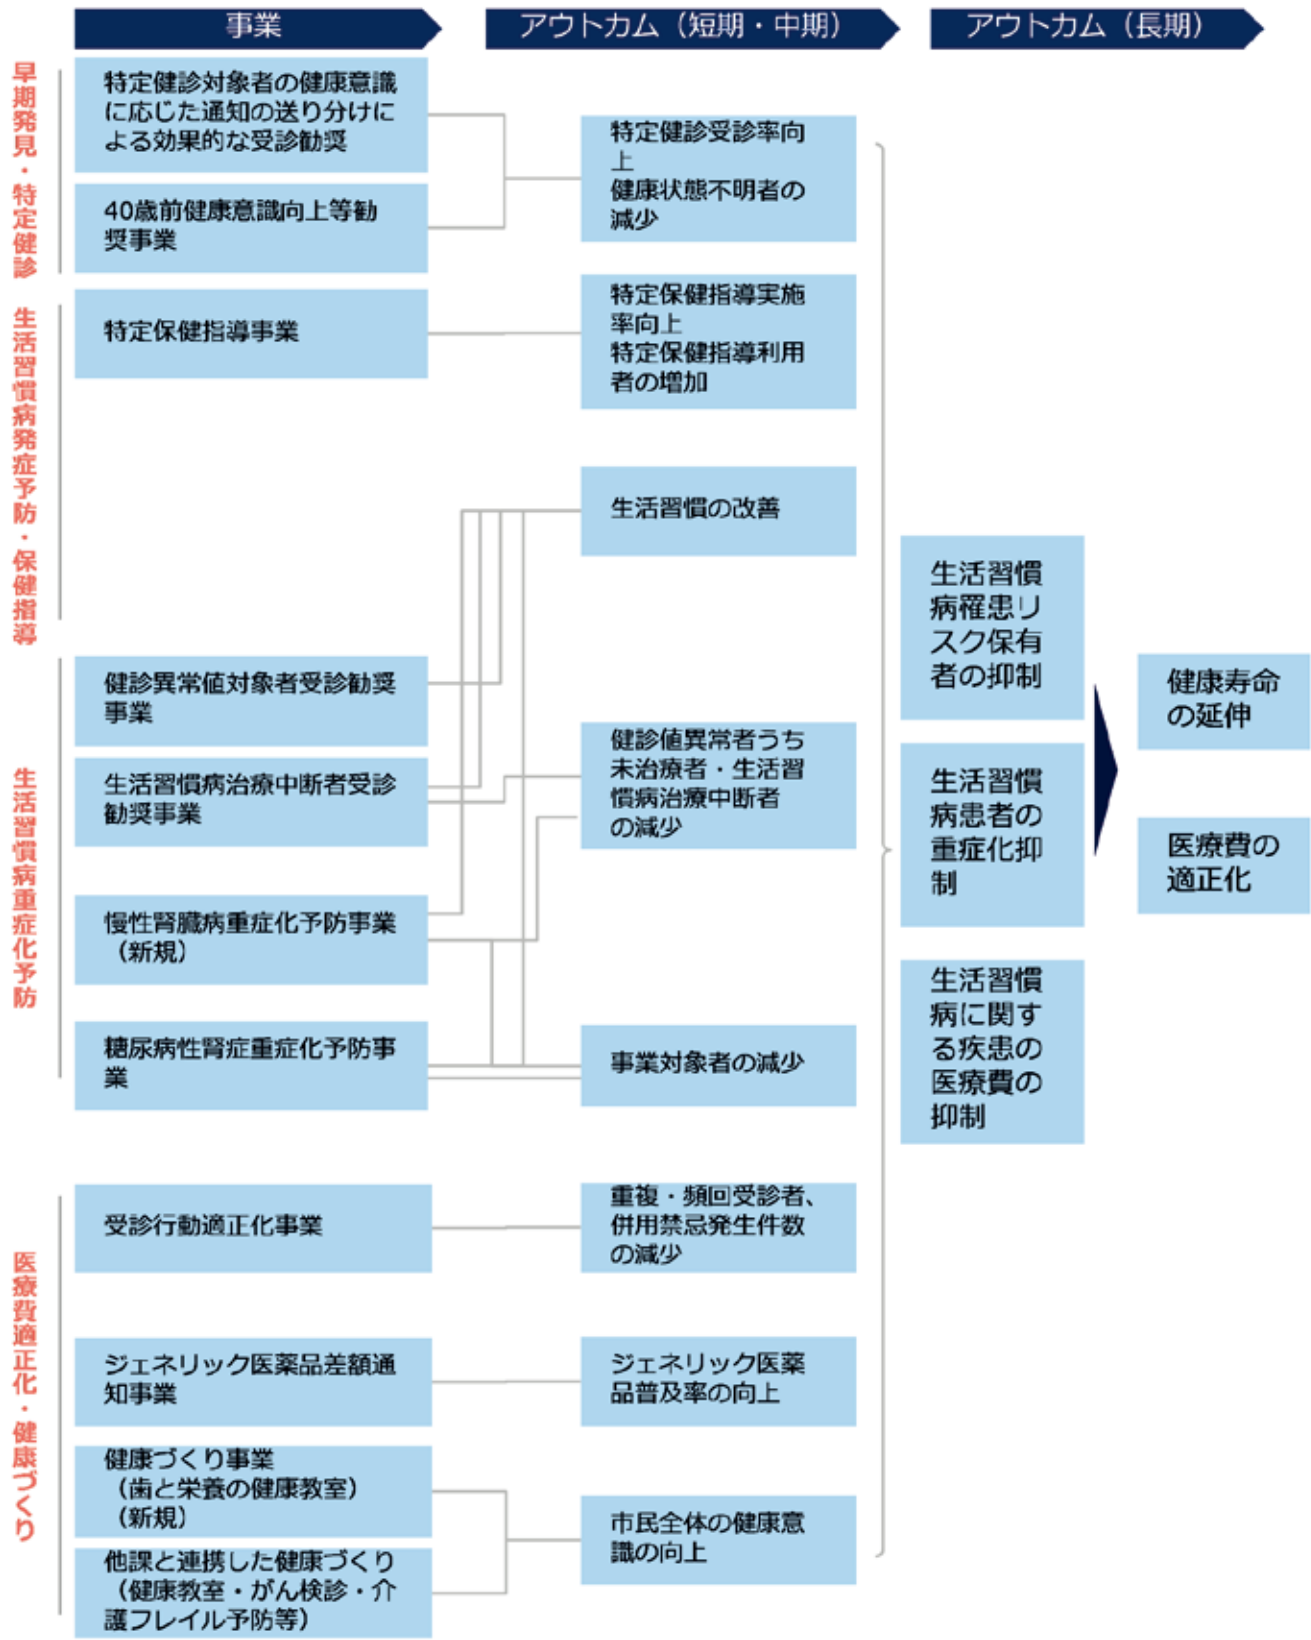 事業
アウトカム（短期・中期）
アウトカム（長期）
早期発見・特定健診
特定健診対象者の健康意識
に応じた通知の送り分けに
よる効果的な受診勧奨
40歳前健康意識向上等勧
奨事業
特定健診受診率向
上
健康状態不明者の
減少
生活習慣病発症予防・保健指導
特定保健指導事業
特定保健指導実施
率向上
特定保健指導利用
者の増加
生活習慣の改善
生活習慣病重症化予防
健診異常値対象者受診勧奨
事業
生活習慣病治療中断者受診
勧奨事業
慢性腎臓病重症化予防事業
（新規）
糖尿病性腎症重症化予防事
業
健診値異常者うち
未治療者・生活習
慣病治療中断者
の減少
事業対象者の減少
医療費適正化・健康づくり
受診行動適正化事業
重複・頻回受診者、
併用禁忌発生件数
の減少
ジェネリック医薬品差額通
知事業
ジェネリック医薬
品普及率の向上
健康づくり事業
（歯と栄養の健康教室）
（新規）
他課と連携した健康づくり
（健康教室・がん検診・介
護フレイル予防等）
市民全体の健康意
識の向上
生活習慣
病罹患リ
スク保有
者の抑制
生活習慣
病患者の
重症化抑
制
生活習慣
病に関す
る疾患の
医療費の
抑制
健康寿命
の延伸
医療費の
適正化